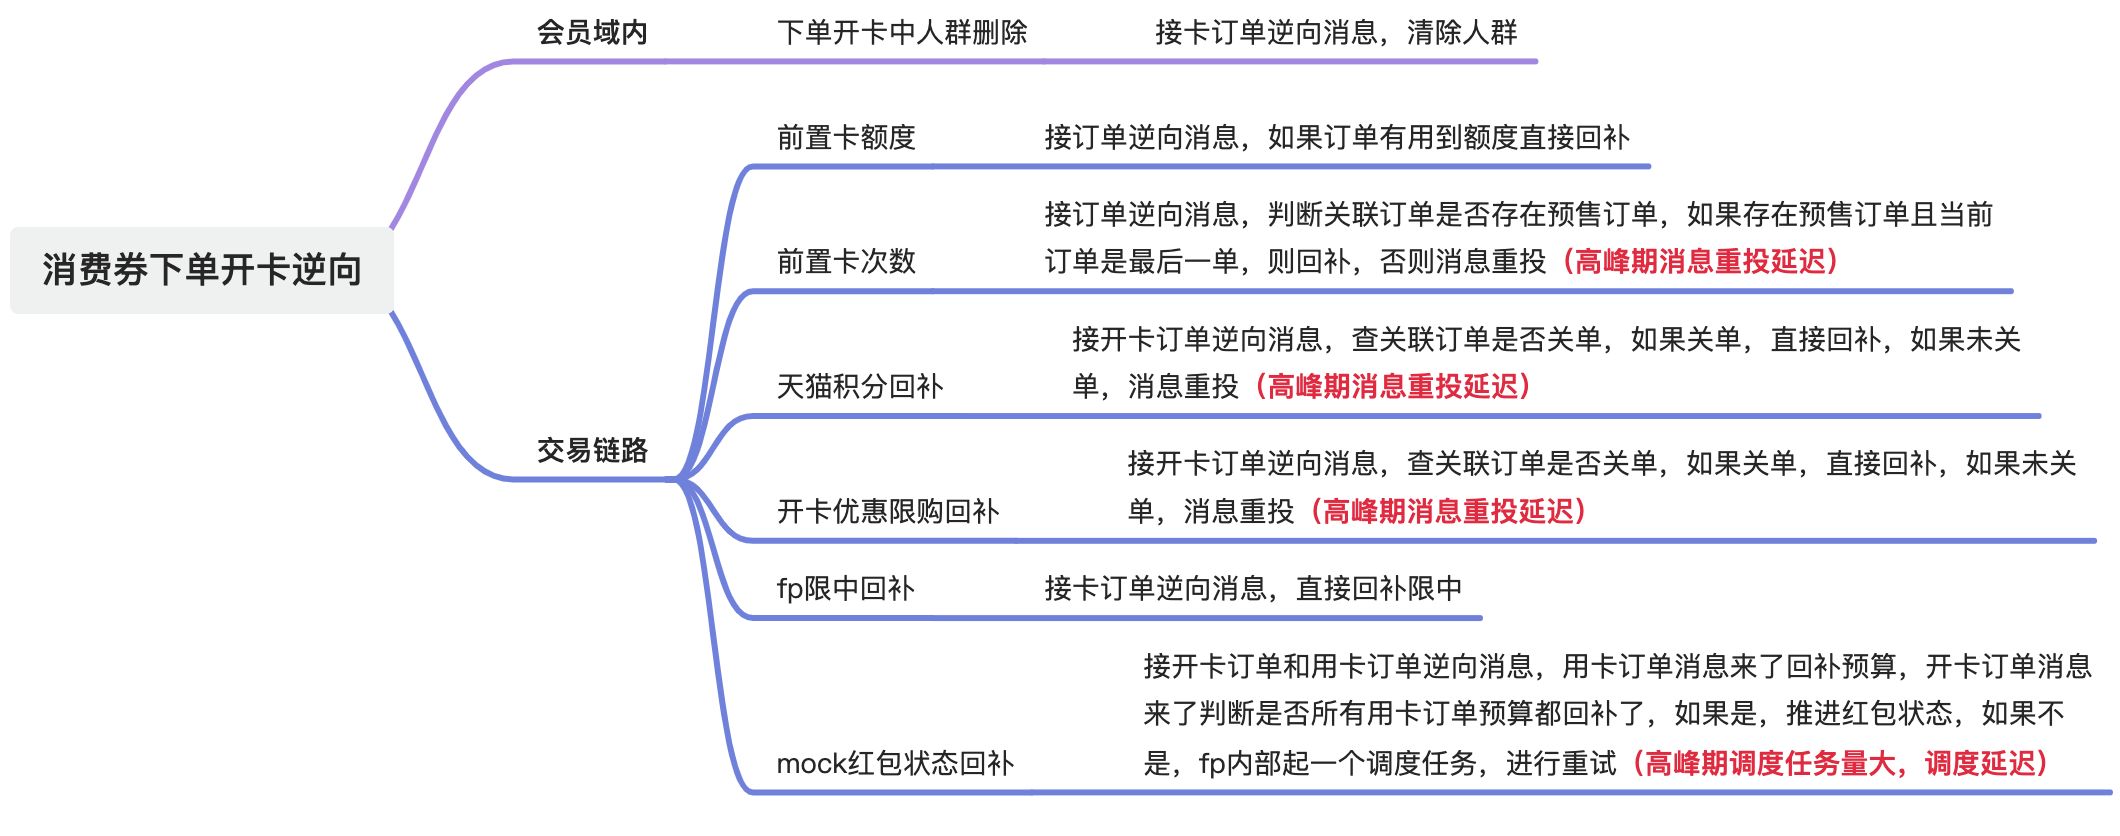 消费券下单开卡逆向
会员域内
下单开卡中人群删除
接卡订单逆向消息，清除人群
交易链路
前置卡额度
接订单逆向消息，如果订单有用到额度直接回补
前置卡次数
接订单逆向消息，判断关联订单是否存在预售订单，如果存在预售订单且当前
订单是最后一单，则回补，否则消息重投（高峰期消息重投延迟）
天猫积分回补
接开卡订单逆向消息，查关联订单是否关单，如果关单，直接回补，如果未关
单，消息重投（高峰期消息重投延迟）
开卡优惠限购回补
接开卡订单逆向消息，查关联订单是否关单，如果关单，直接回补，如果未关
单，消息重投（高峰期消息重投延迟）
fp限中回补
接卡订单逆向消息，直接回补限中
mock红包状态回补
接开卡订单和用卡订单逆向消息，用卡订单消息来了回补预算，开卡订单消息
来了判断是否所有用卡订单预算都回补了，如果是，推进红包状态，如果不
是，fp内部起一个调度任务，进行重试（高峰期调度任务量大，调度延迟）